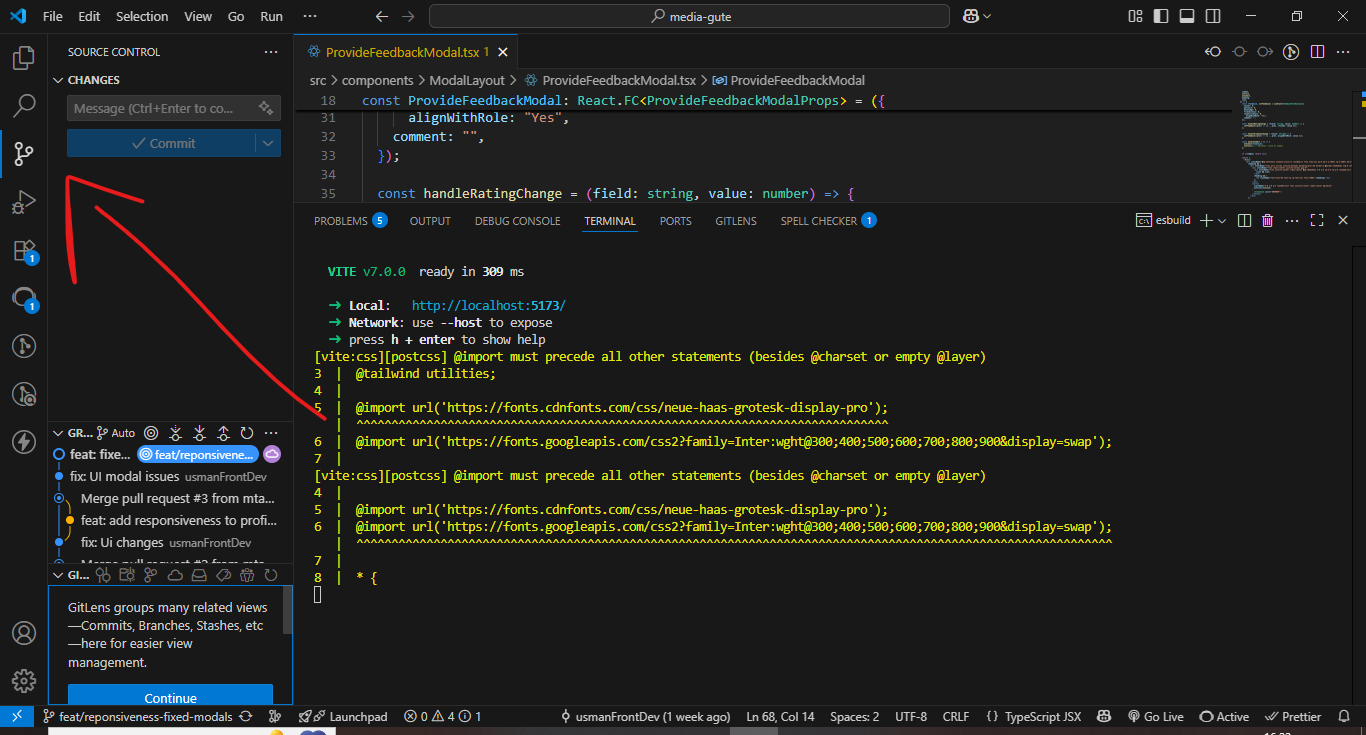 File Edit Selection View Go Run ··· media-gute
SOURCE CONTROL ···
CHANGES
Message (Ctrl+Enter to co...
Commit
ProvideFeedbackModal.tsx 1
src > components > ModalLayout > ProvideFeedbackModal.tsx > ProvideFeedbackModal
18 const ProvideFeedbackModal: React.FC<ProvideFeedbackModalProps> = ({
31 alignWithRole: "Yes",
32 comment: "",
33 });
34
35 const handleRatingChange = (field: string, value: number) => {
PROBLEMS 5 OUTPUT DEBUG CONSOLE TERMINAL PORTS GITLENS SPELL CHECKER 1 esbuild
VITE v7.0.0 ready in 309 ms
➜ Local: http://localhost:5173/
➜ Network: use --host to expose
➜ press h + enter to show help
[vite:css][postcss] @import must precede all other statements (besides @charset or empty @layer)
3 | @tailwind utilities;
4 |
5 | @import url('https://fonts.cdnfonts.com/css/neue-haas-grotesk-display-pro');
| ^^^^^^^^^^^^^^^^^^^^^^^^^^^^^^^^^^^^^^^^^^^^^^^^^^^^^^^^^^^^^^^^^^^^^^^^^^^^
6 | @import url('https://fonts.googleapis.com/css2?family=Inter:wght@300;400;500;600;700;800;900&display=swap');
7 |
[vite:css][postcss] @import must precede all other statements (besides @charset or empty @layer)
4 |
5 | @import url('https://fonts.cdnfonts.com/css/neue-haas-grotesk-display-pro');
6 | @import url('https://fonts.googleapis.com/css2?family=Inter:wght@300;400;500;600;700;800;900&display=swap');
| ^^^^^^^^^^^^^^^^^^^^^^^^^^^^^^^^^^^^^^^^^^^^^^^^^^^^^^^^^^^^^^^^^^^^^^^^^^^^^^^^^^^^^^^^^^^^^^^^^^^^^^^^^^^^
7 |
8 | * {
1
1
GR... Auto ···
feat: fixe... feat/reponsivene...
fix: UI modal issues usmanFrontDev
Merge pull request #3 from mta...
feat: add responsiveness to profi...
fix: Ui changes usmanFrontDev
GI...
GitLens groups many related views
—Commits, Branches, Stashes, etc
—here for easier view
management.
Continue
feat/reponsiveness-fixed-modals Launchpad 0 4 1 usmanFrontDev (1 week ago) Ln 68, Col 14 Spaces: 2 UTF-8 CRLF {} TypeScript JSX Go Live Active Prettier